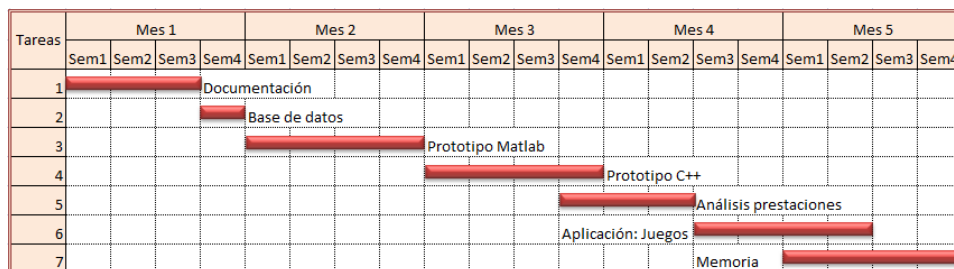 Tareas Mes 1 Mes 2 Mes 3 Mes 4 Mes 5
Sem1 Sem2 Sem3 Sem4 Sem1 Sem2 Sem3 Sem4 Sem1 Sem2 Sem3 Sem4 Sem1 Sem2 Sem3 Sem4 Sem1 Sem2 Sem3 Sem4
1 Documentación
2 Base de datos
3 Prototipo Matlab
4 Prototipo C++
5 Análisis prestaciones
6 Aplicación: Juegos
7 Memoria